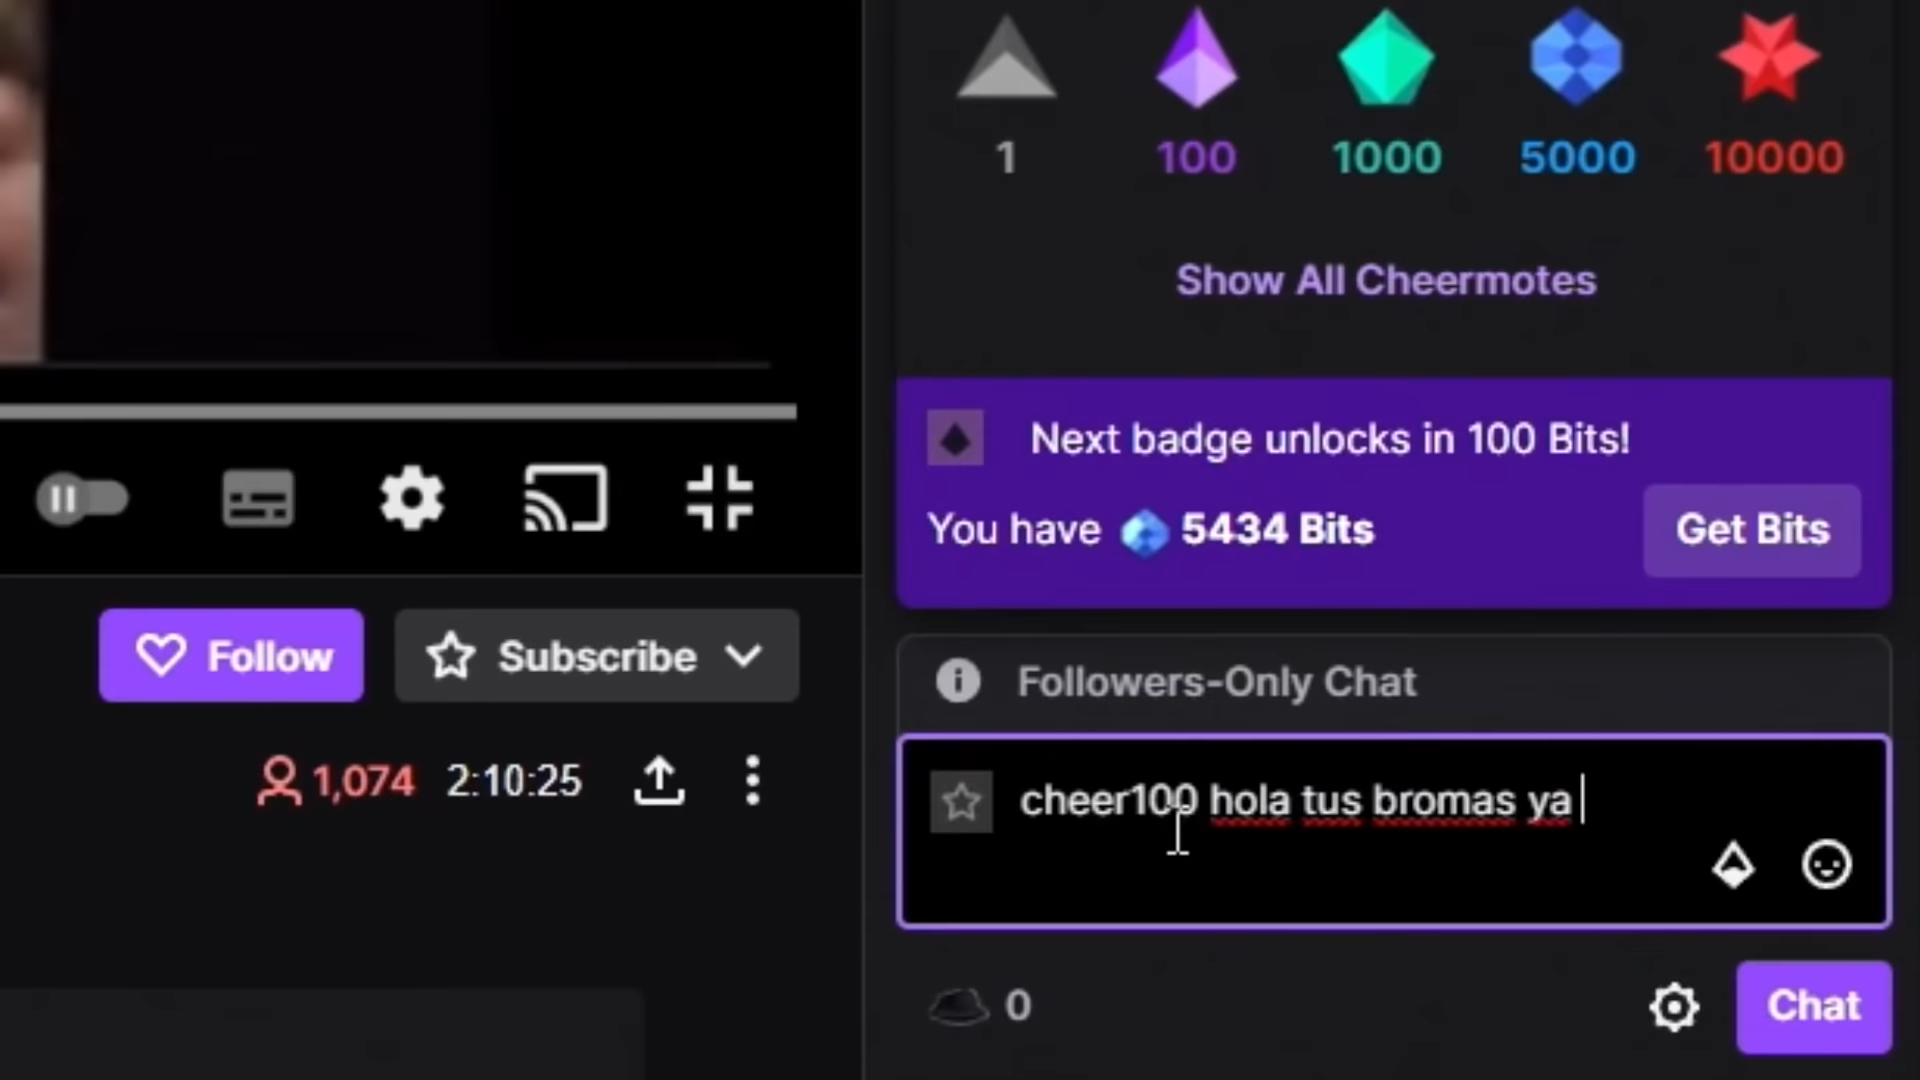 1
100
1000
5000
10000
Show All Cheermotes
Next badge unlocks in 100 Bits!
You have 5434 Bits
Get Bits
Follow
Subscribe
1,074 2:10:25
Followers-Only Chat
cheer100 hola tus bromas ya
0
Chat